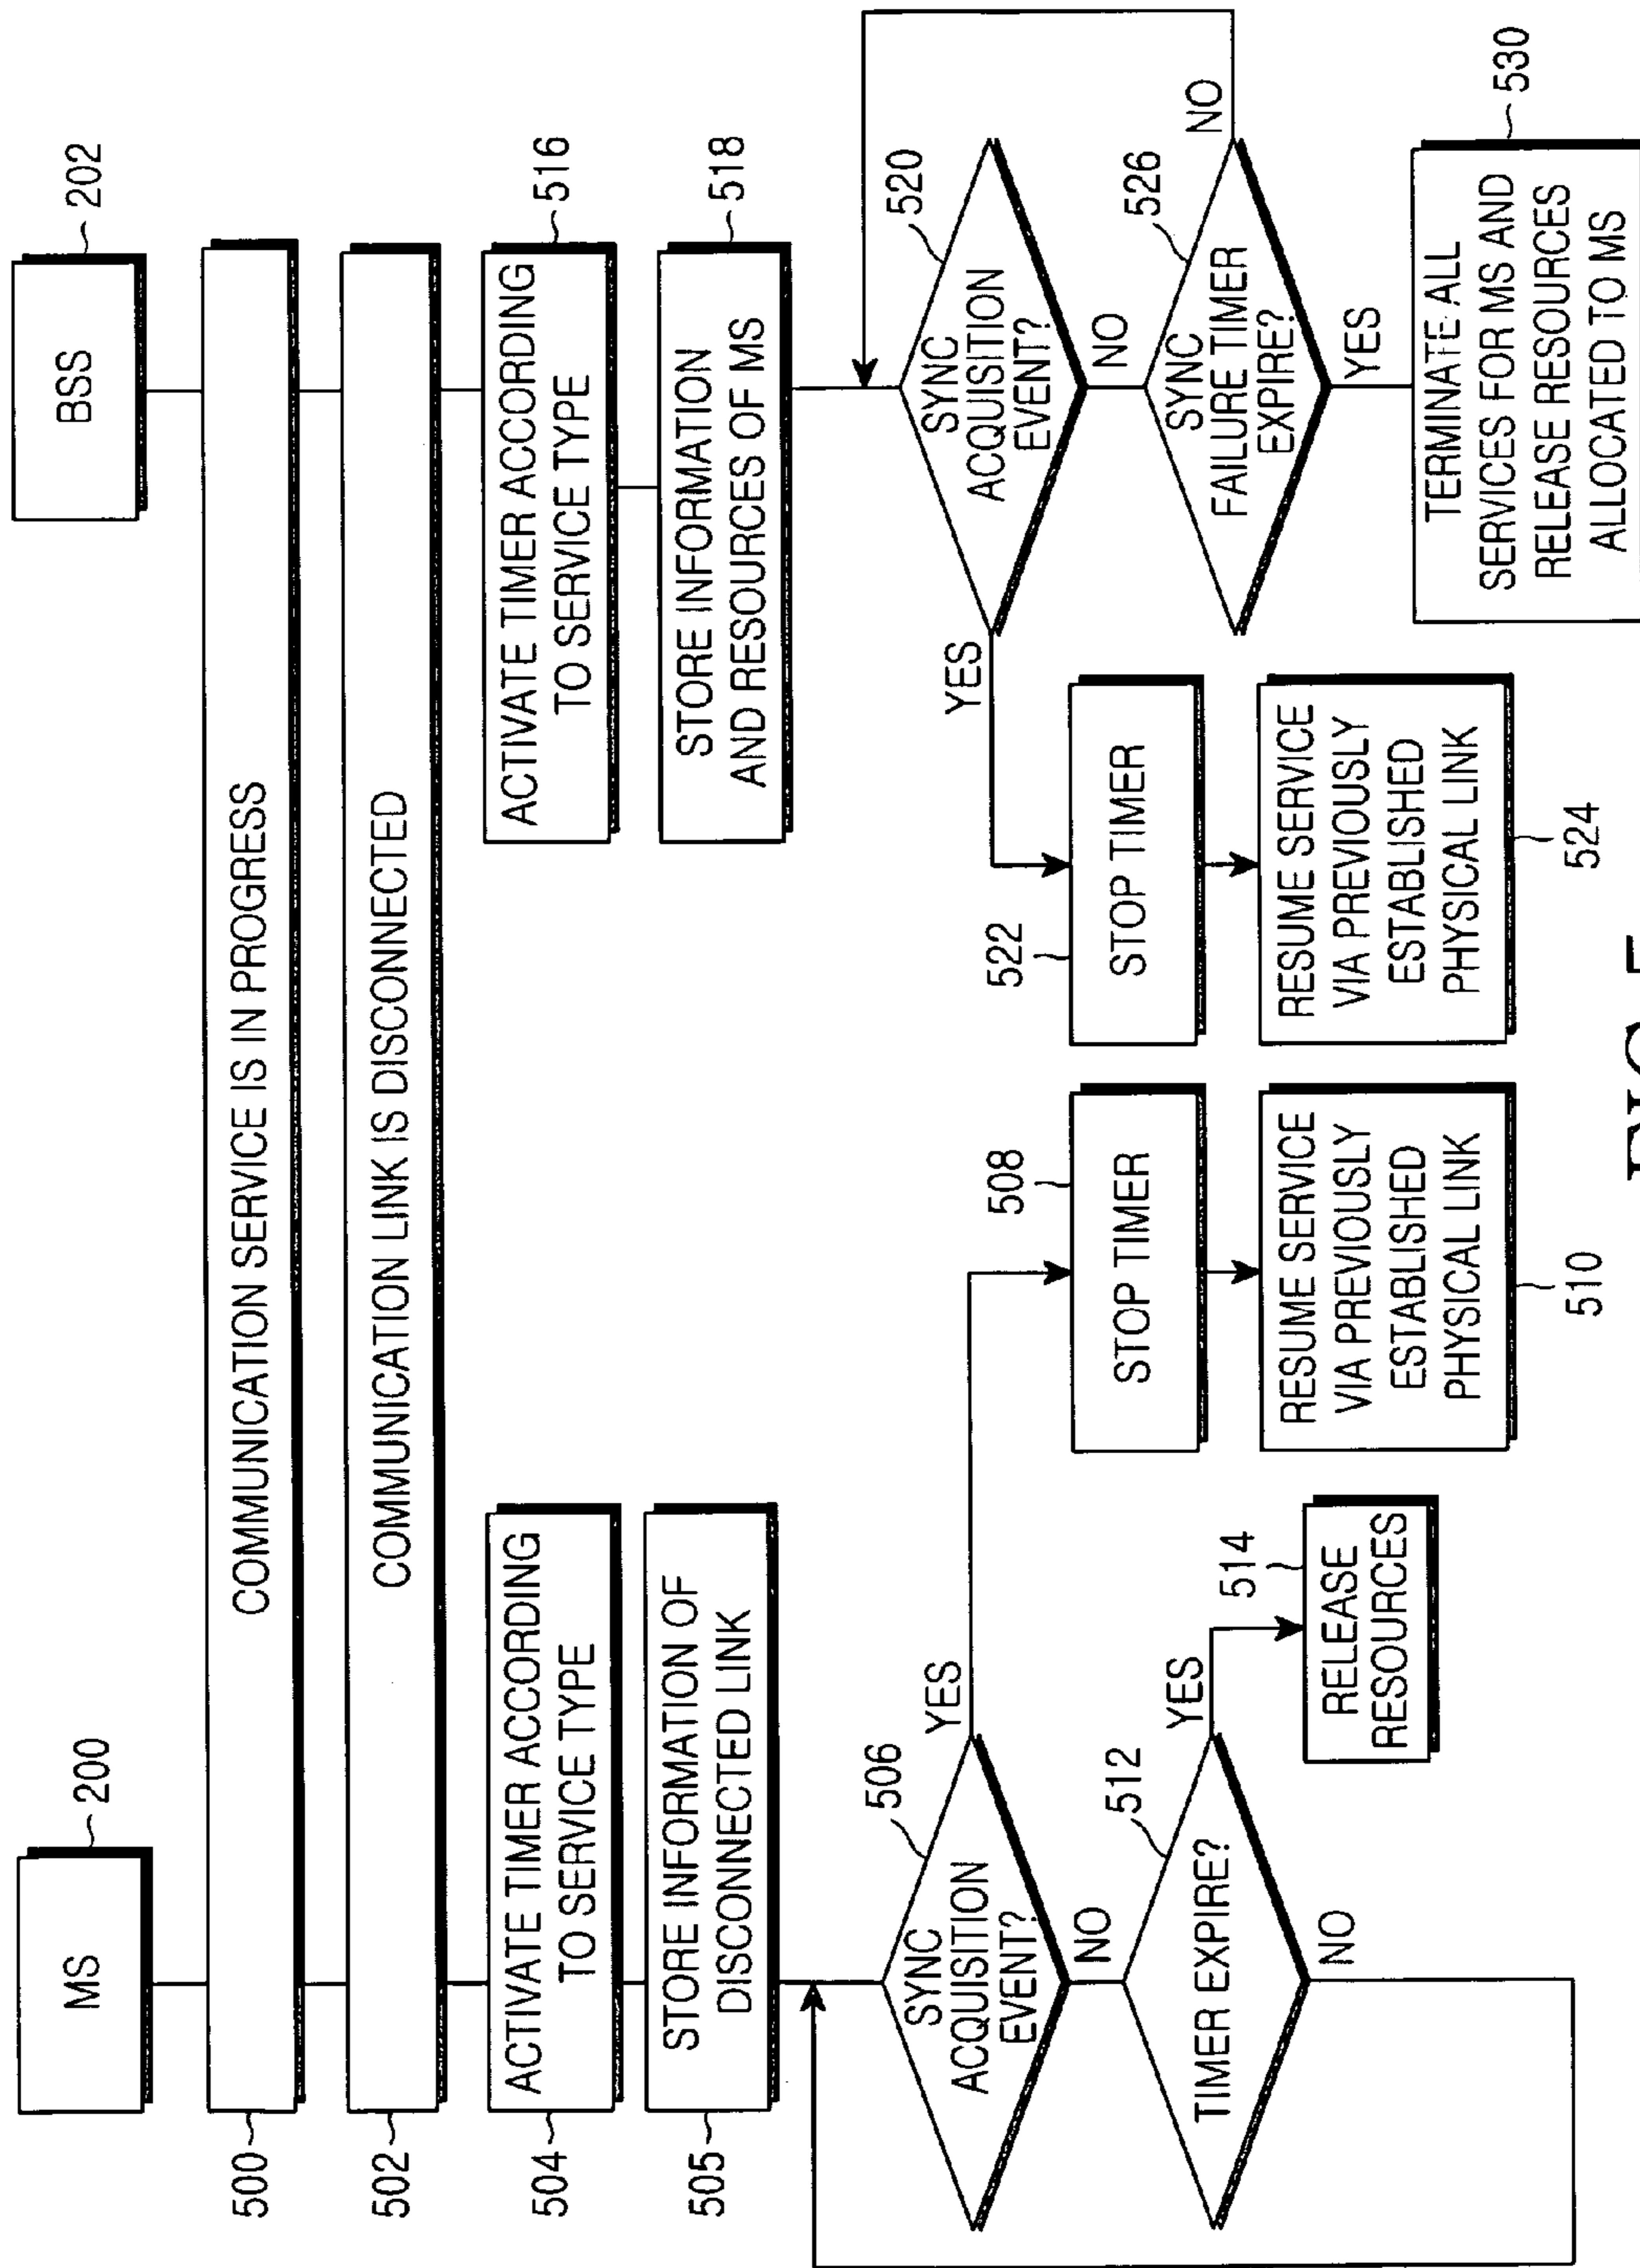 MS
200
BSS
202
500
COMMUNICATION SERVICE IS IN PROGRESS
502
COMMUNICATION LINK IS DISCONNECTED
504
ACTIVATE TIMER ACCORDING
TO SERVICE TYPE
505
STORE INFORMATION OF
DISCONNECTED LINK
506
SYNC
ACQUISITION
EVENT?
YES
NO
512
TIMER EXPIRE?
YES
NO
514
RELEASE
RESOURCES
508
STOP TIMER
RESUME SERVICE
VIA PREVIOUSLY
ESTABLISHED
PHYSICAL LINK
510
ACTIVATE TIMER ACCORDING
TO SERVICE TYPE
516
STORE INFORMATION
AND RESOURCES OF MS
518
520
SYNC
ACQUISITION
EVENT?
YES
NO
522
STOP TIMER
RESUME SERVICE
VIA PREVIOUSLY
ESTABLISHED
PHYSICAL LINK
524
526
SYNC
FAILURE TIMER
EXPIRE?
NO
YES
TERMINATE ALL
SERVICES FOR MS AND
RELEASE RESOURCES
ALLOCATED TO MS
530